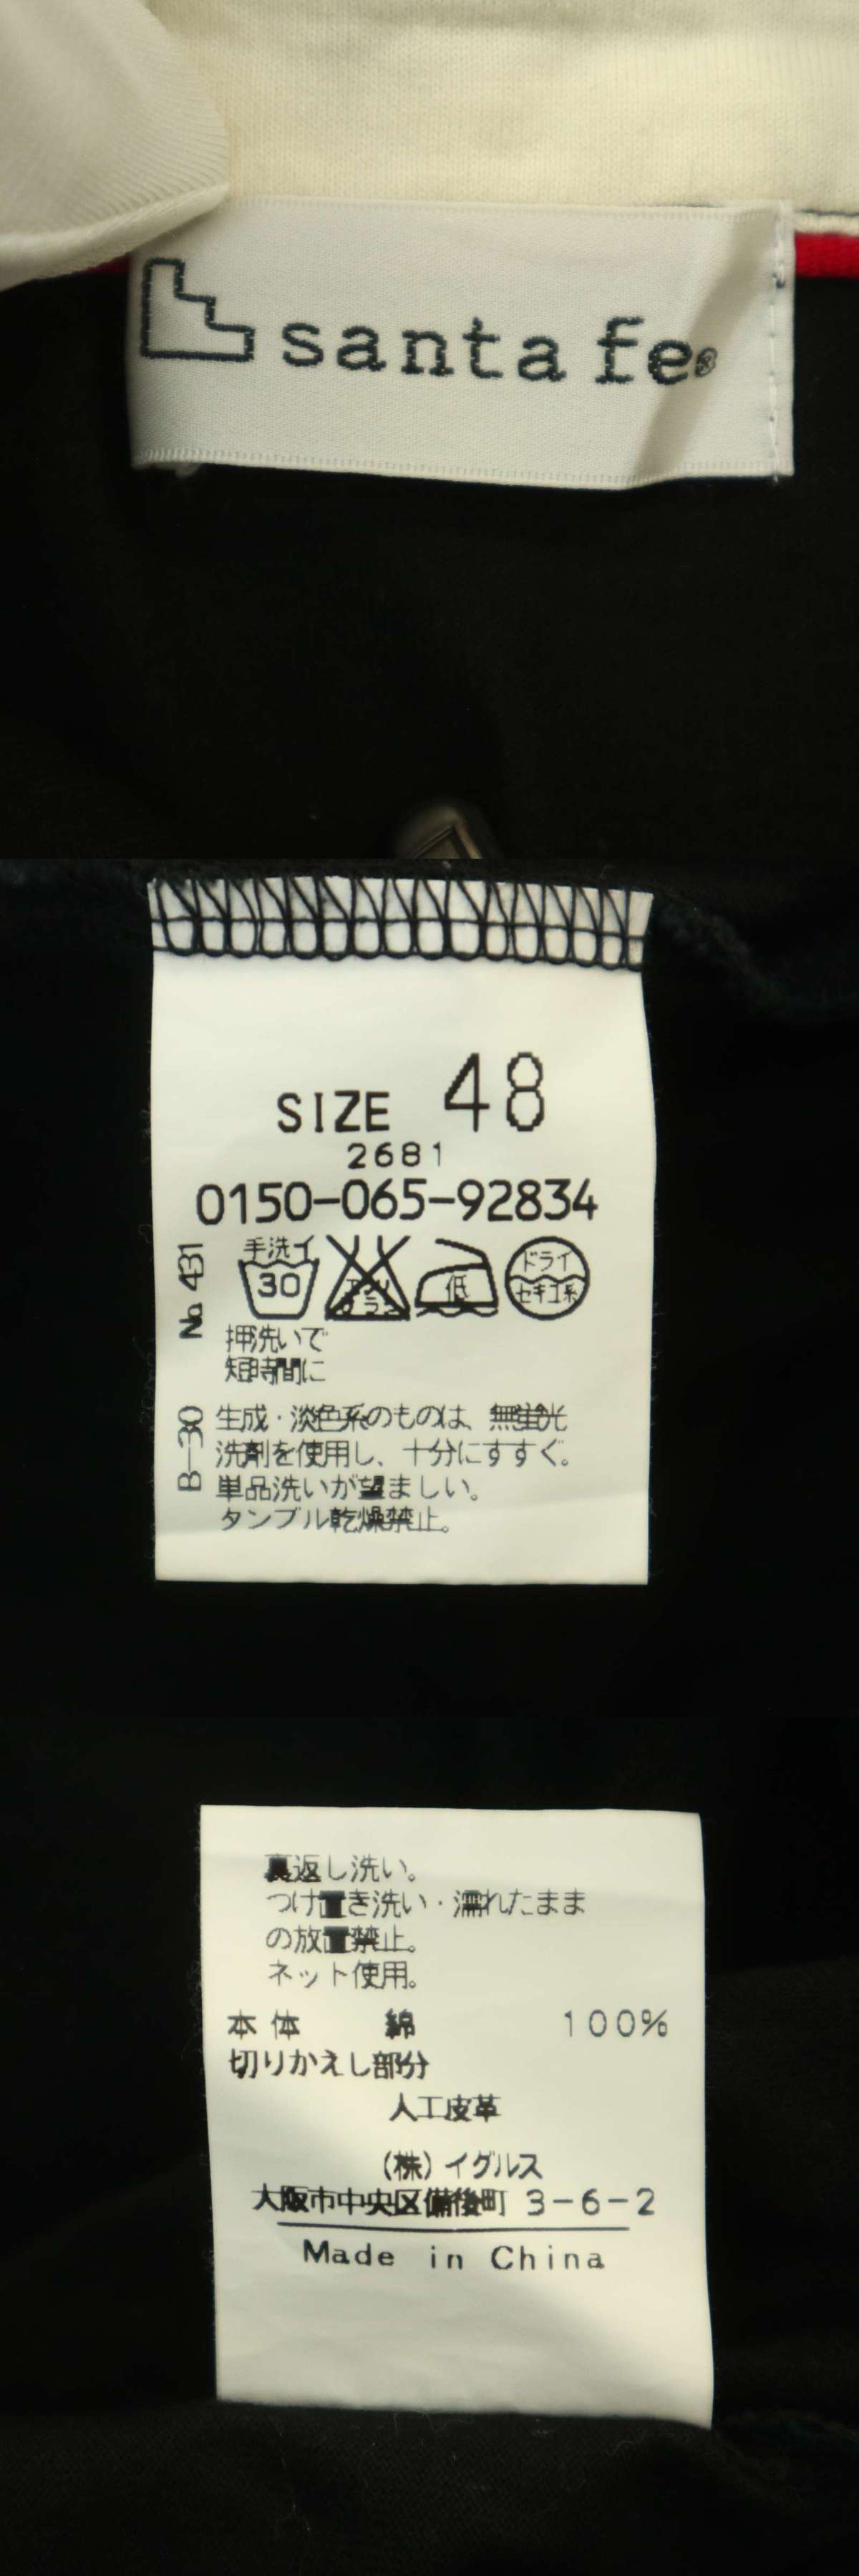 santa fe®
SIZE 48
2681
0150-065-92834
No. 431
手洗イ
30
エンソ
サラシ
低
ドライ
セキユ系
押洗いで
短時間に
B-30
生成・淡色系のものは、無蛍光
洗剤を使用し、十分にすすぐ。
単品洗いが望ましい。
タンブル乾燥禁止。
裏返し洗い。
つけ置き洗い・濡れたまま
の放置禁止。
ネット使用。
本体 綿 100%
切りかえし部分
人工皮革
(株)イグルス
大阪市中央区備後町 3-6-2
Made in China